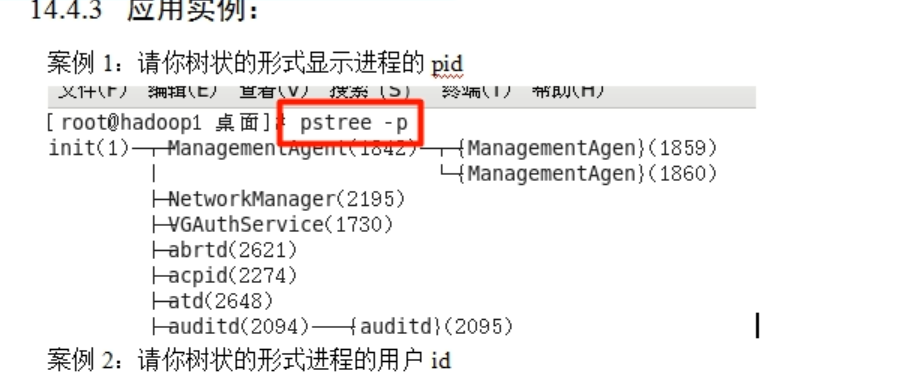 14.4.3 应用实例：
案例 1：请你树状的形式显示进程的 pid
文件(F) 编辑(E) 查看(V) 搜索 (S) 终端(T) 帮助(H)
[root@hadoop1 桌面]# pstree -p
init(1)─┬─ManagementAgent(1842)─┬─{ManagementAgen}(1859)
│ └─{ManagementAgen}(1860)
├─NetworkManager(2195)
├─VGAuthService(1730)
├─abrtd(2621)
├─acpid(2274)
├─atd(2648)
├─auditd(2094)───{auditd}(2095)
案例 2：请你树状的形式进程的用户 id